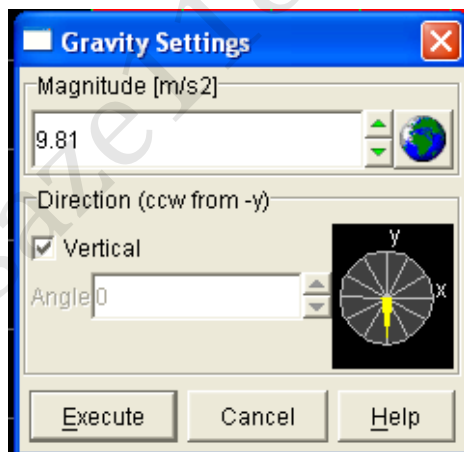 Gravity Settings
Magnitude [m/s2]
9.81
Direction (ccw from -y)
Vertical
Angle 0
y
x
Execute Cancel Help